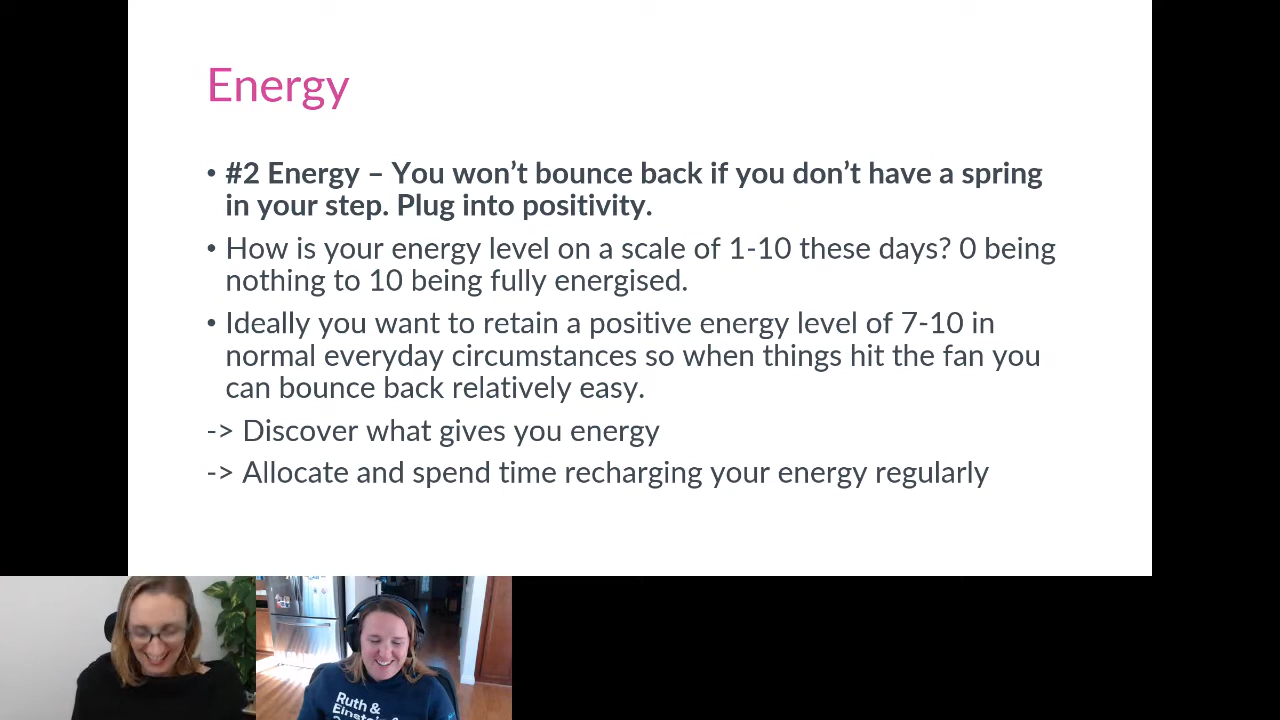 Energy
• #2 Energy – You won’t bounce back if you don’t have a spring
in your step. Plug into positivity.
• How is your energy level on a scale of 1-10 these days? 0 being
nothing to 10 being fully energised.
• Ideally you want to retain a positive energy level of 7-10 in
normal everyday circumstances so when things hit the fan you
can bounce back relatively easy.
-> Discover what gives you energy
-> Allocate and spend time recharging your energy regularly
Ruth &
Einstein &